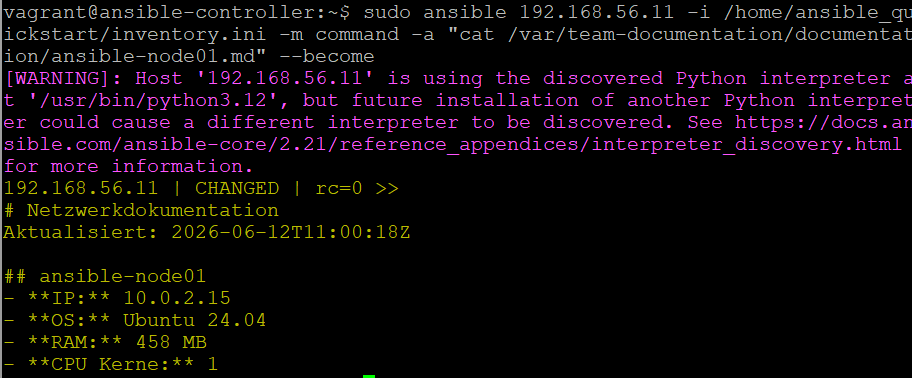 vagrant@ansible-controller:~$ sudo ansible 192.168.56.11 -i /home/ansible_qu
ickstart/inventory.ini -m command -a "cat /var/team-documentation/documentat
ion/ansible-node01.md" --become
[WARNING]: Host '192.168.56.11' is using the discovered Python interpreter a
t '/usr/bin/python3.12', but future installation of another Python interpret
er could cause a different interpreter to be discovered. See https://docs.an
sible.com/ansible-core/2.21/reference_appendices/interpreter_discovery.html
for more information.
192.168.56.11 | CHANGED | rc=0 >>
# Netzwerkdokumentation
Aktualisiert: 2026-06-12T11:00:18Z

## ansible-node01
- **IP:** 10.0.2.15
- **OS:** Ubuntu 24.04
- **RAM:** 458 MB
- **CPU Kerne:** 1